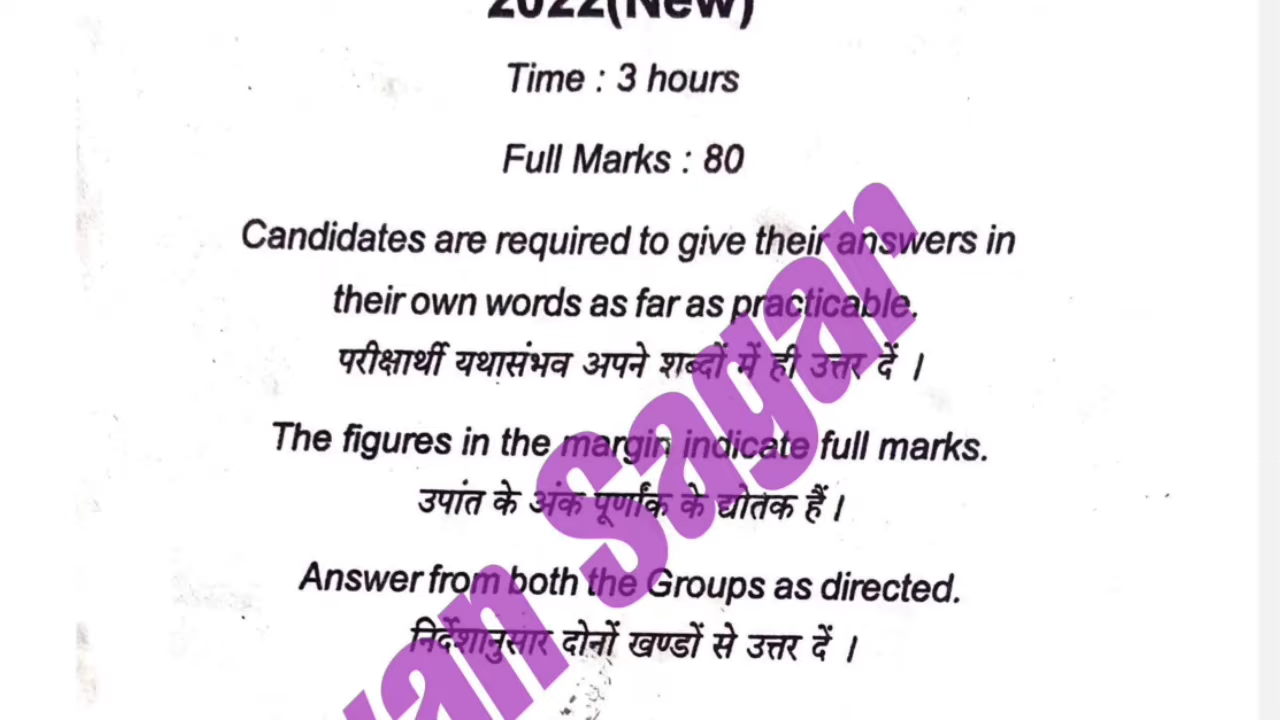 2022(New)
Time : 3 hours
Full Marks : 80
Candidates are required to give their answers in
their own words as far as practicable.
परीक्षार्थी यथासंभव अपने शब्दों में ही उत्तर दें ।
The figures in the margin indicate full marks.
उपांत के अंक पूर्णांक के द्योतक हैं ।
Answer from both the Groups as directed.
निर्देशानुसार दोनों खण्डों से उत्तर दें ।
Sagar